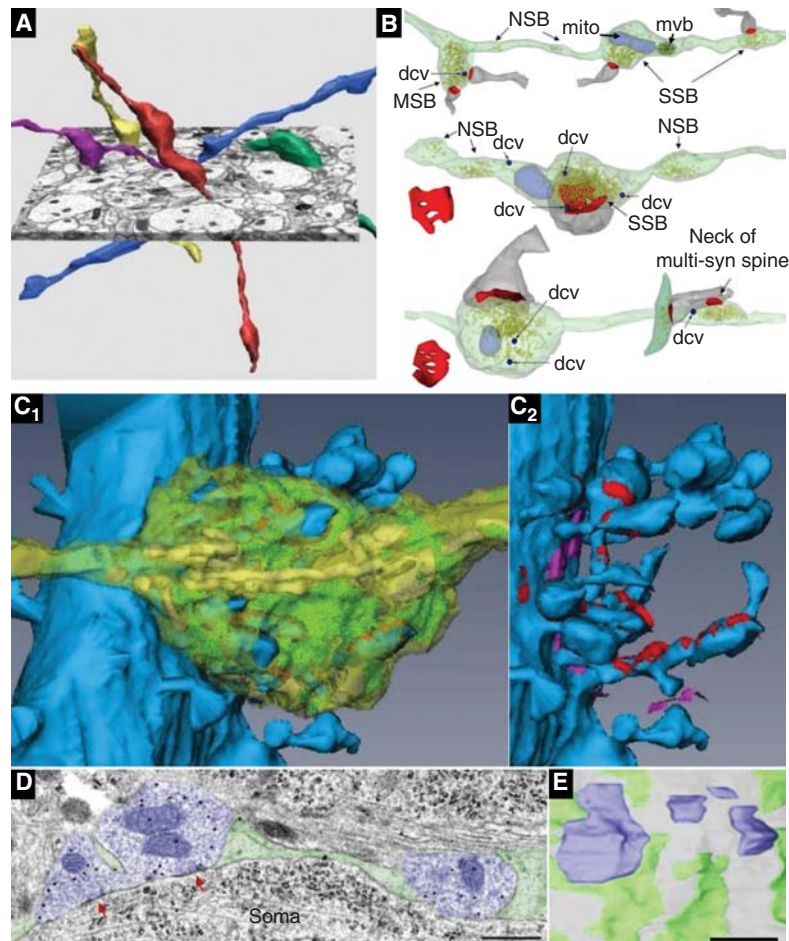 A
B
NSB
mito
mvb
dcv
MSB
SSB
NSB
dcv
dcv
NSB
dcv
dcv
SSB
Neck of
multi-syn spine
dcv
dcv
dcv
C1
C2
D
Soma
E